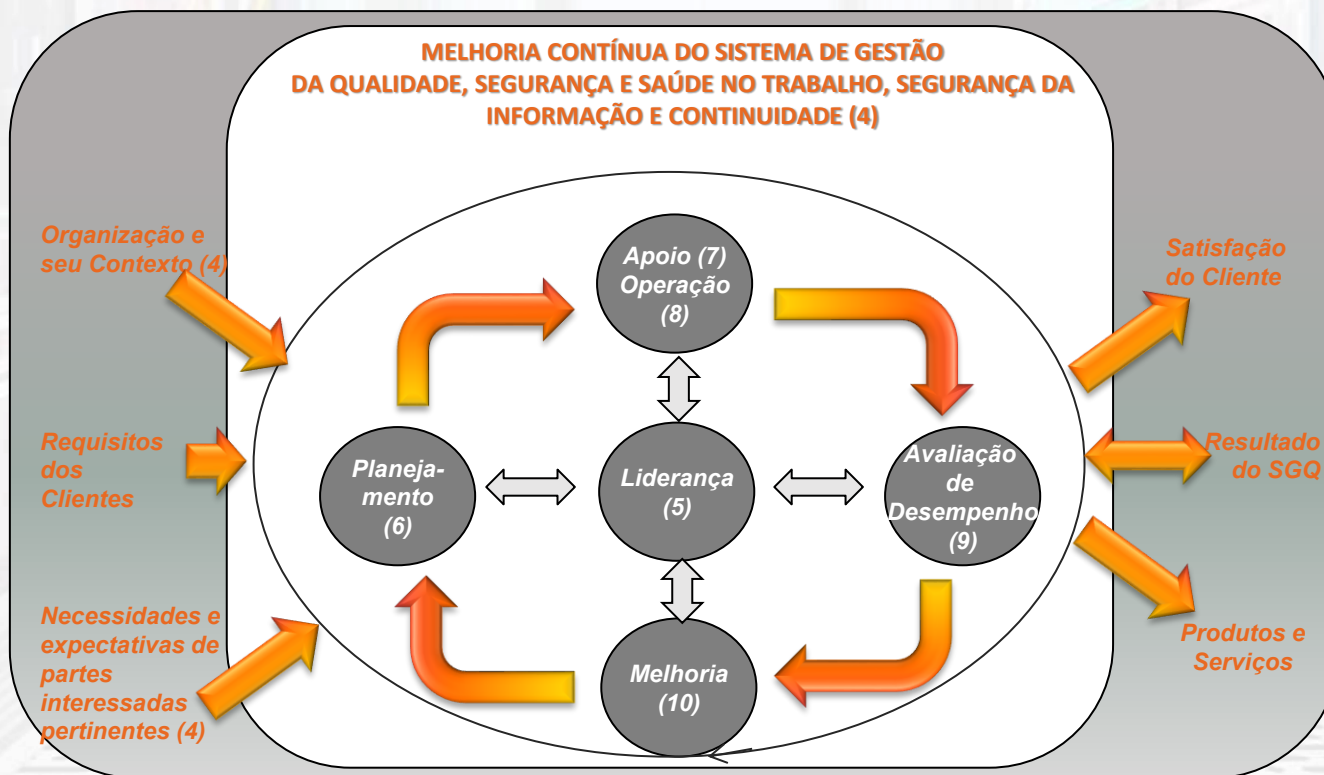 MELHORIA CONTÍNUA DO SISTEMA DE GESTÃO
DA QUALIDADE, SEGURANÇA E SAÚDE NO TRABALHO, SEGURANÇA DA
INFORMAÇÃO E CONTINUIDADE (4)
Organização e
seu Contexto (4)
Requisitos
dos
Clientes
Necessidades e
expectativas de
partes
interessadas
pertinentes (4)
Apoio (7)
Operação
(8)
Planeja-
mento
(6)
Liderança
(5)
Avaliação
de
Desempenho
(9)
Melhoria
(10)
Satisfação
do Cliente
Resultado
do SGQ
Produtos e
Serviços